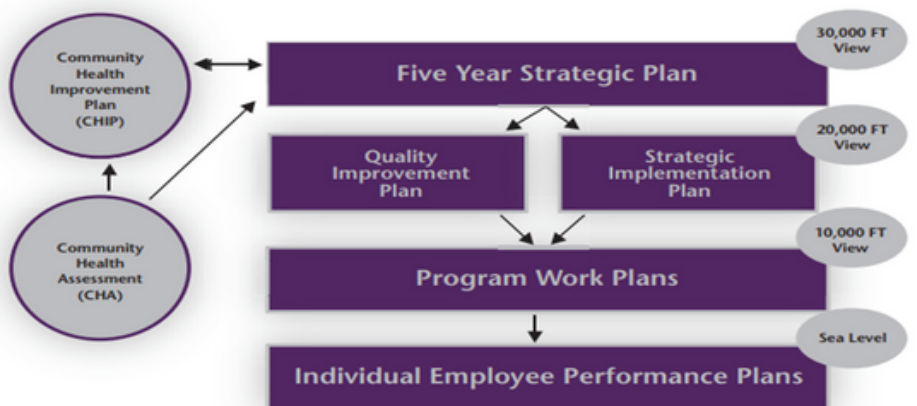 Community
Health
Improvement
Plan
(CHIP)
Five Year Strategic Plan
30,000 FT
View
Quality
Improvement
Plan
Strategic
Implementation
Plan
20,000 FT
View
Community
Health
Assessment
(CHA)
Program Work Plans
10,000 FT
View
Individual Employee Performance Plans
Sea Level